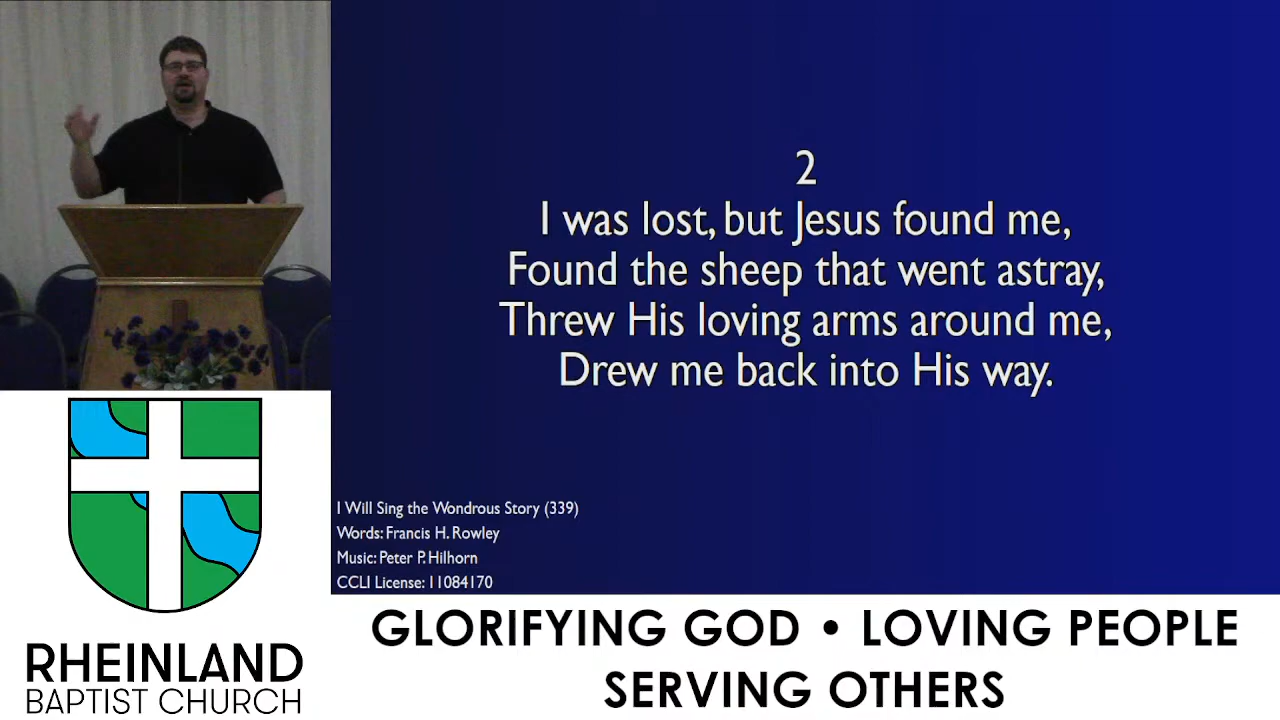 2
I was lost, but Jesus found me,
Found the sheep that went astray,
Threw His loving arms around me,
Drew me back into His way.
I Will Sing the Wondrous Story (339)
Words: Francis H. Rowley
Music: Peter P. Hilhorn
CCLI License: 11084170
RHEINLAND
BAPTIST CHURCH
GLORIFYING GOD • LOVING PEOPLE
SERVING OTHERS